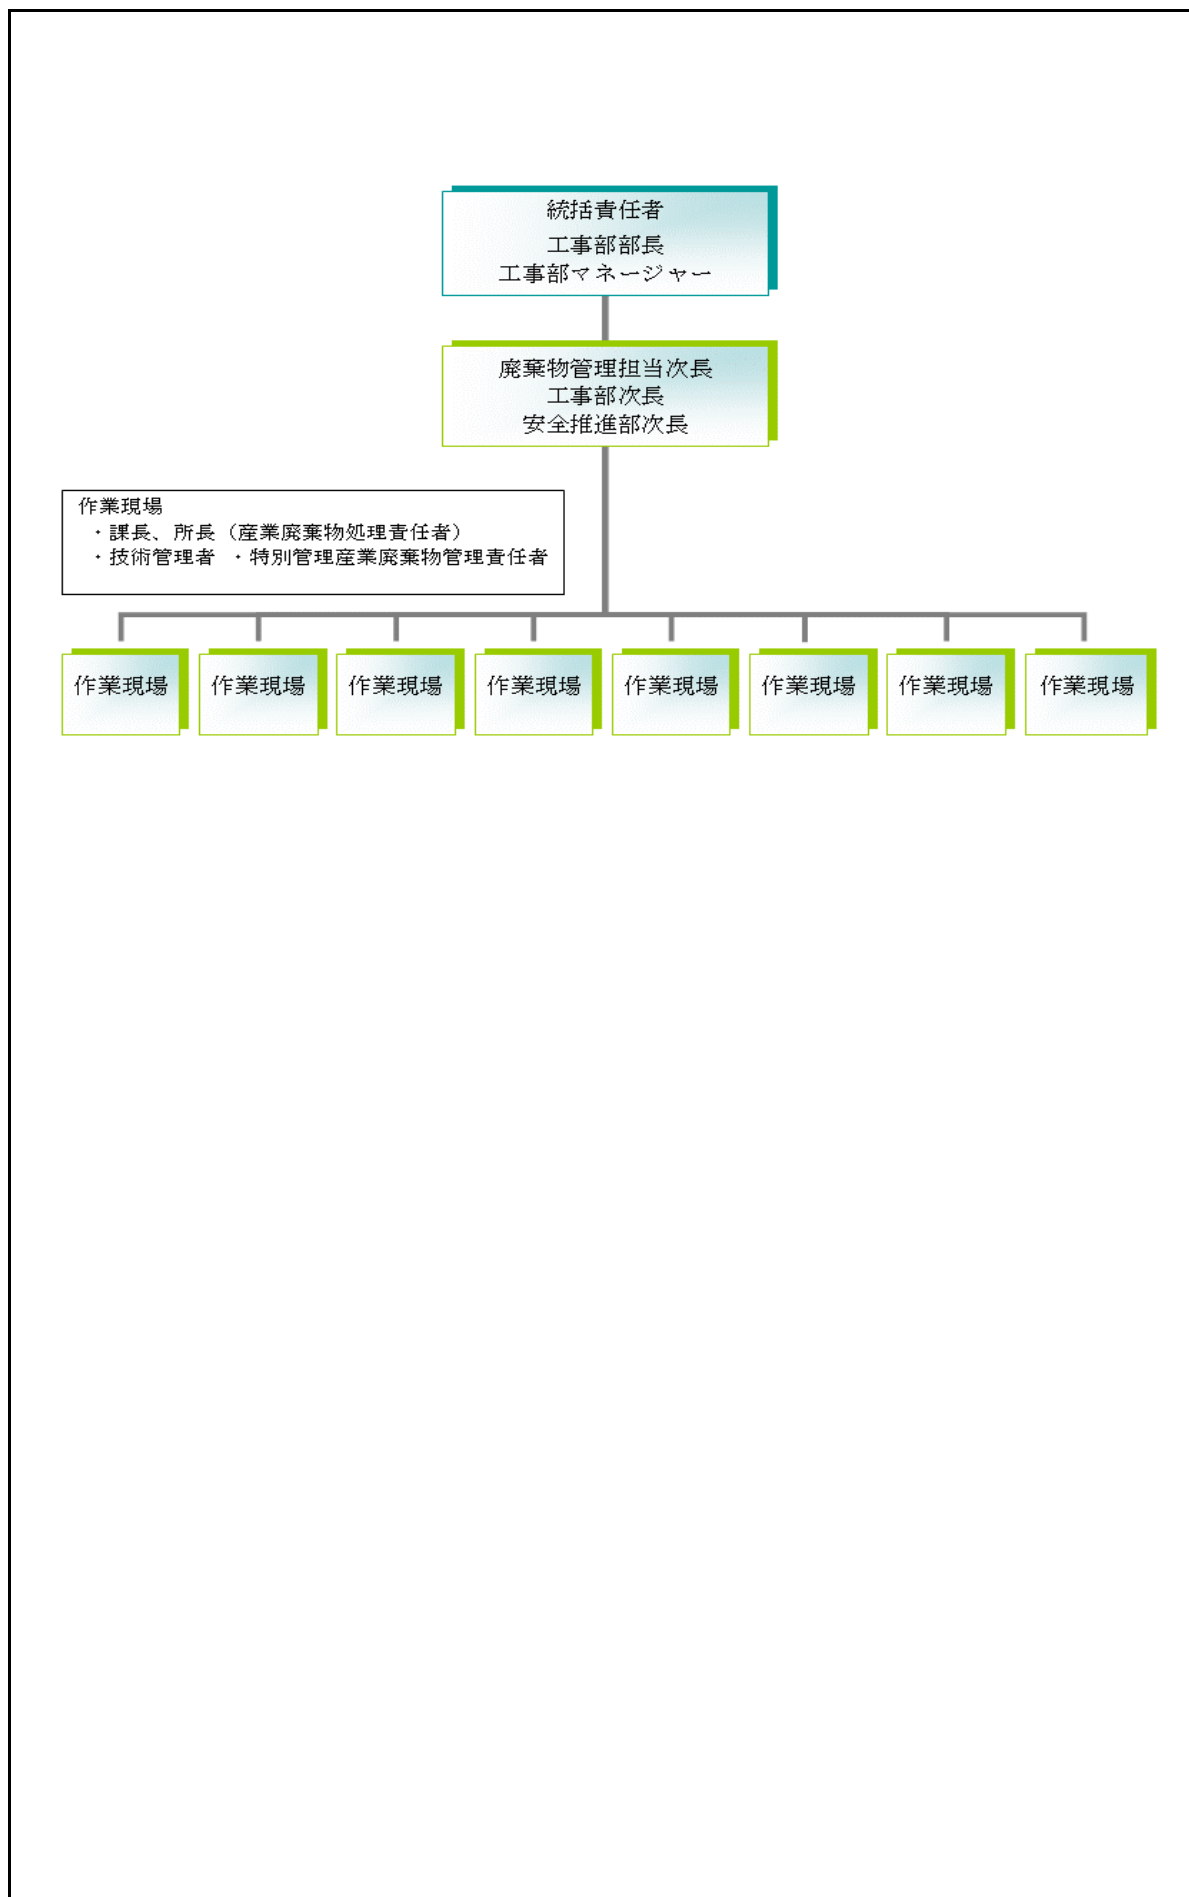 統括責任者
工事部部長
工事部マネージャー
廃棄物管理担当次長
工事部次長
安全推進部次長
作業現場
・課長、所長（産業廃棄物処理責任者）
・技術管理者 ・特別管理産業廃棄物管理責任者
作業現場
作業現場
作業現場
作業現場
作業現場
作業現場
作業現場
作業現場